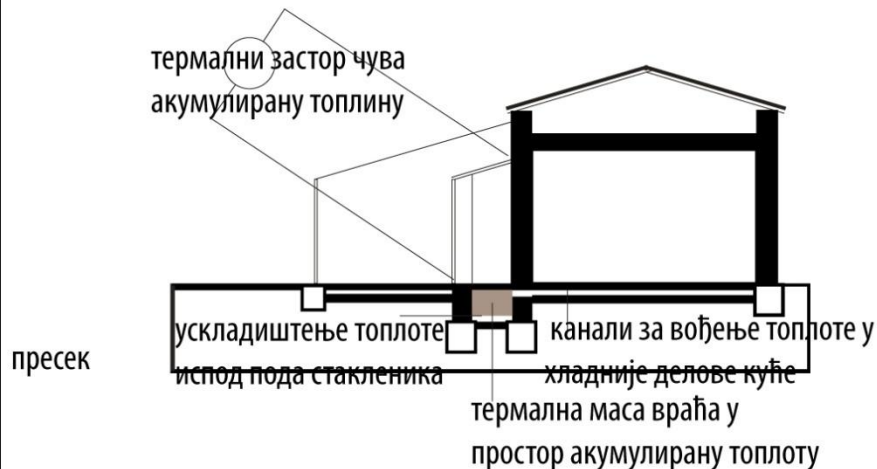 термални застор чува
акумулирану топлину
ускладиштење топлоте
испод пода стакленика
канали за вођење топлоте у
хладније делове куће
пресек
термална маса враћа у
простор акумулирану топлоту